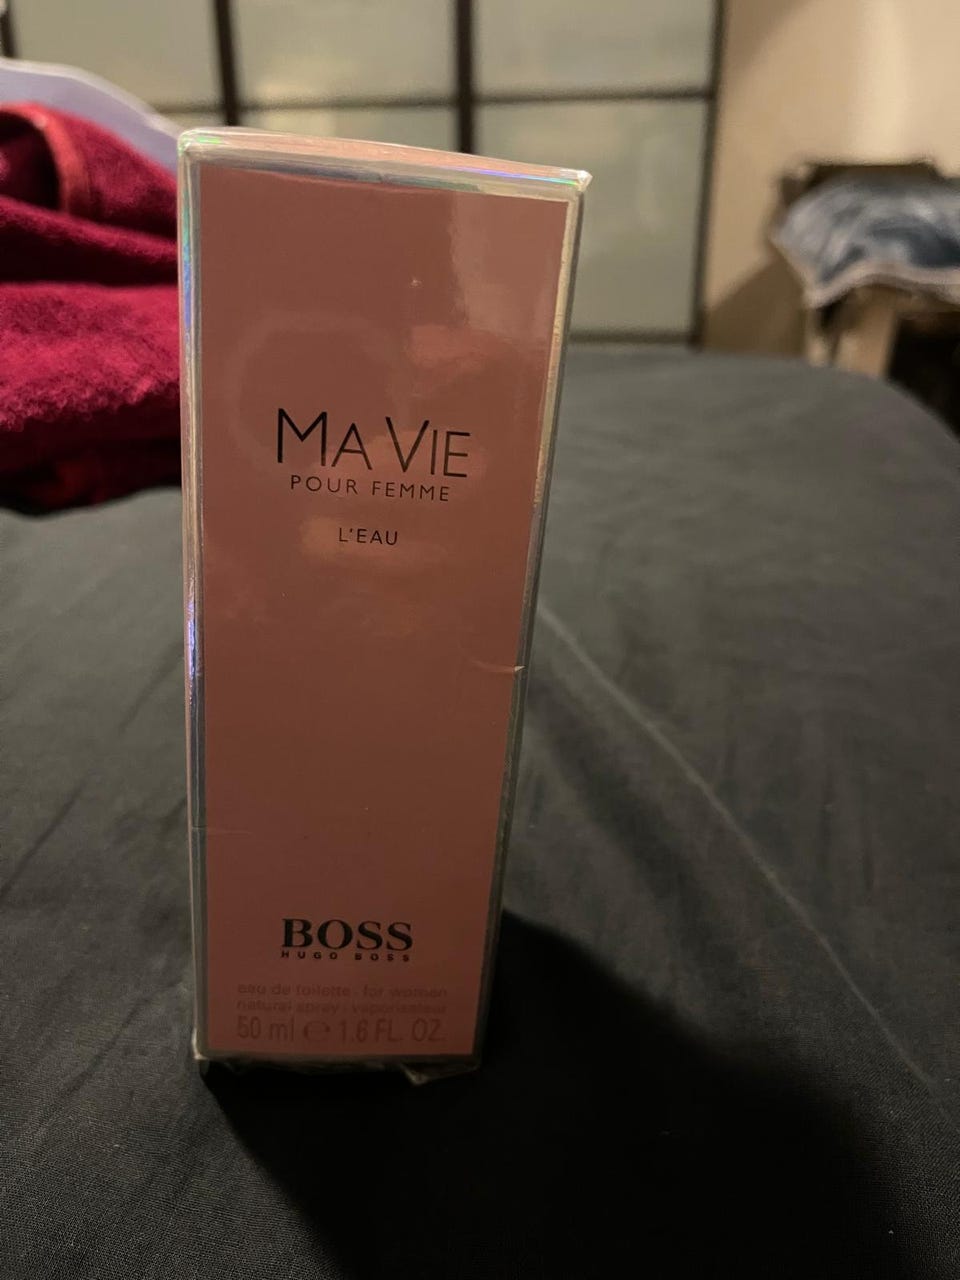 MA VIE
POUR FEMME
L'EAU
BOSS
HUGO BOSS
eau de toilette · for women
natural spray · vaporisateur
50 ml ℮ 1.6 FL. OZ.